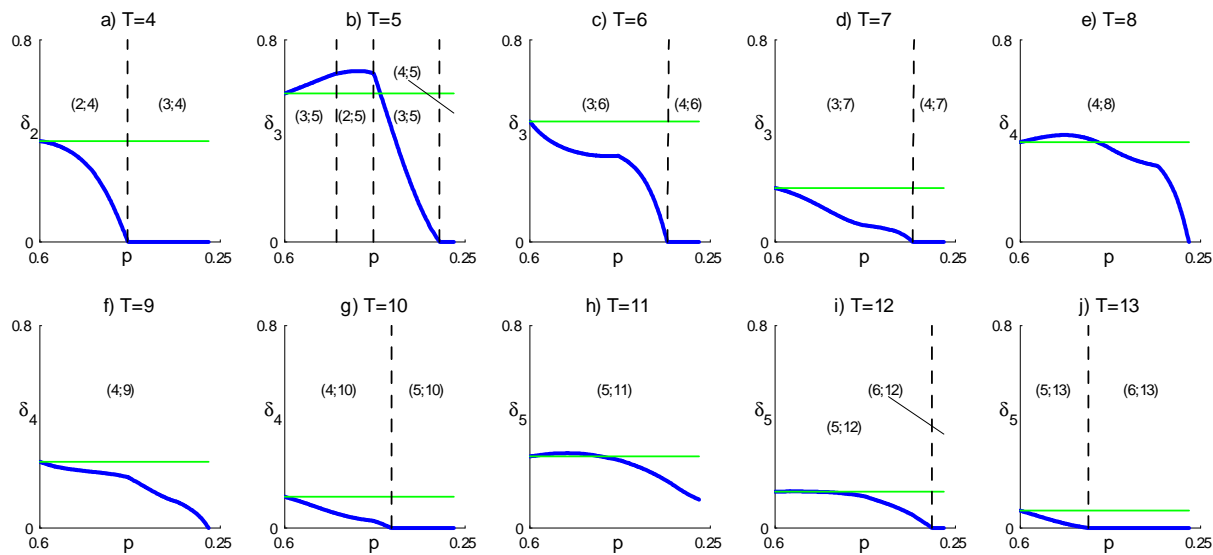 a) T=4
0.8
(2;4)
(3;4)
δ2
0
0.6
p
0.25
b) T=5
0.8
(4;5)
(3;5)
(2;5)
(3;5)
δ3
0
0.6
p
0.25
c) T=6
0.8
(3;6)
(4;6)
δ3
0
0.6
p
0.25
d) T=7
0.8
(3;7)
(4;7)
δ3
0
0.6
p
0.25
e) T=8
0.8
(4;8)
δ4
0
0.6
p
0.25
f) T=9
0.8
(4;9)
δ4
0
0.6
p
0.25
g) T=10
0.8
(4;10)
(5;10)
δ4
0
0.6
p
0.25
h) T=11
0.8
(5;11)
δ5
0
0.6
p
0.25
i) T=12
0.8
(6;12)
(5;12)
δ5
0
0.6
p
0.25
j) T=13
0.8
(5;13)
(6;13)
δ5
0
0.6
p
0.25